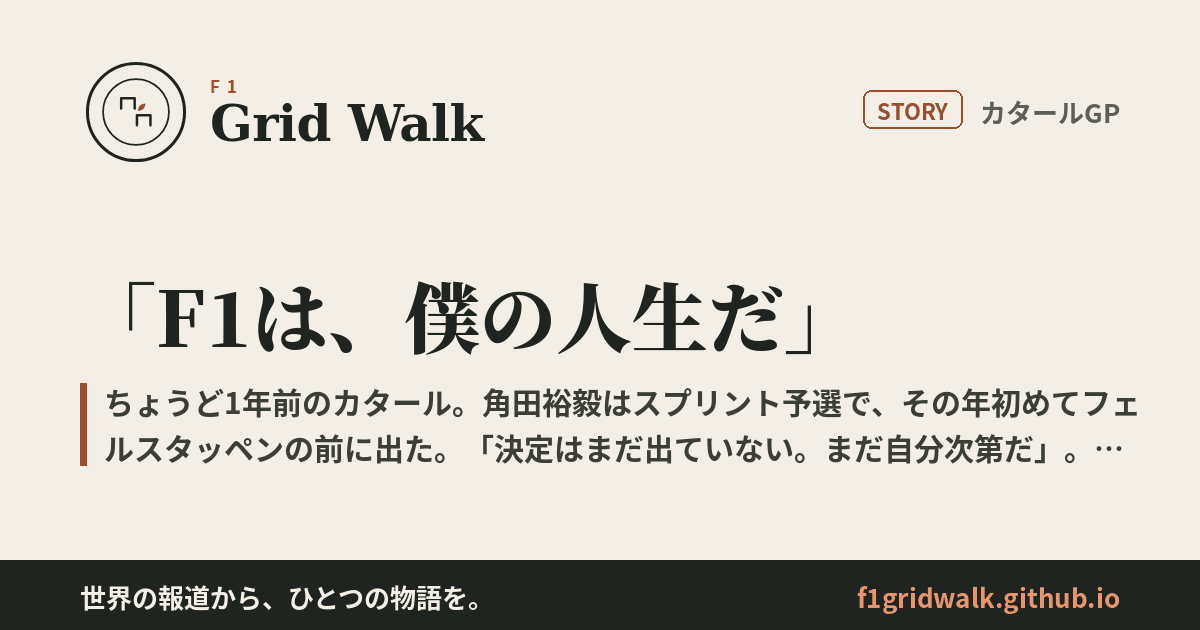 F1
Grid Walk
STORY カタールGP
「F1は、僕の人生だ」
ちょうど1年前のカタール。角田裕毅はスプリント予選で、その年初めてフェ
ルスタッペンの前に出た。「決定はまだ出ていない。まだ自分次第だ」。…
世界の報道から、ひとつの物語を。
f1gridwalk.github.io